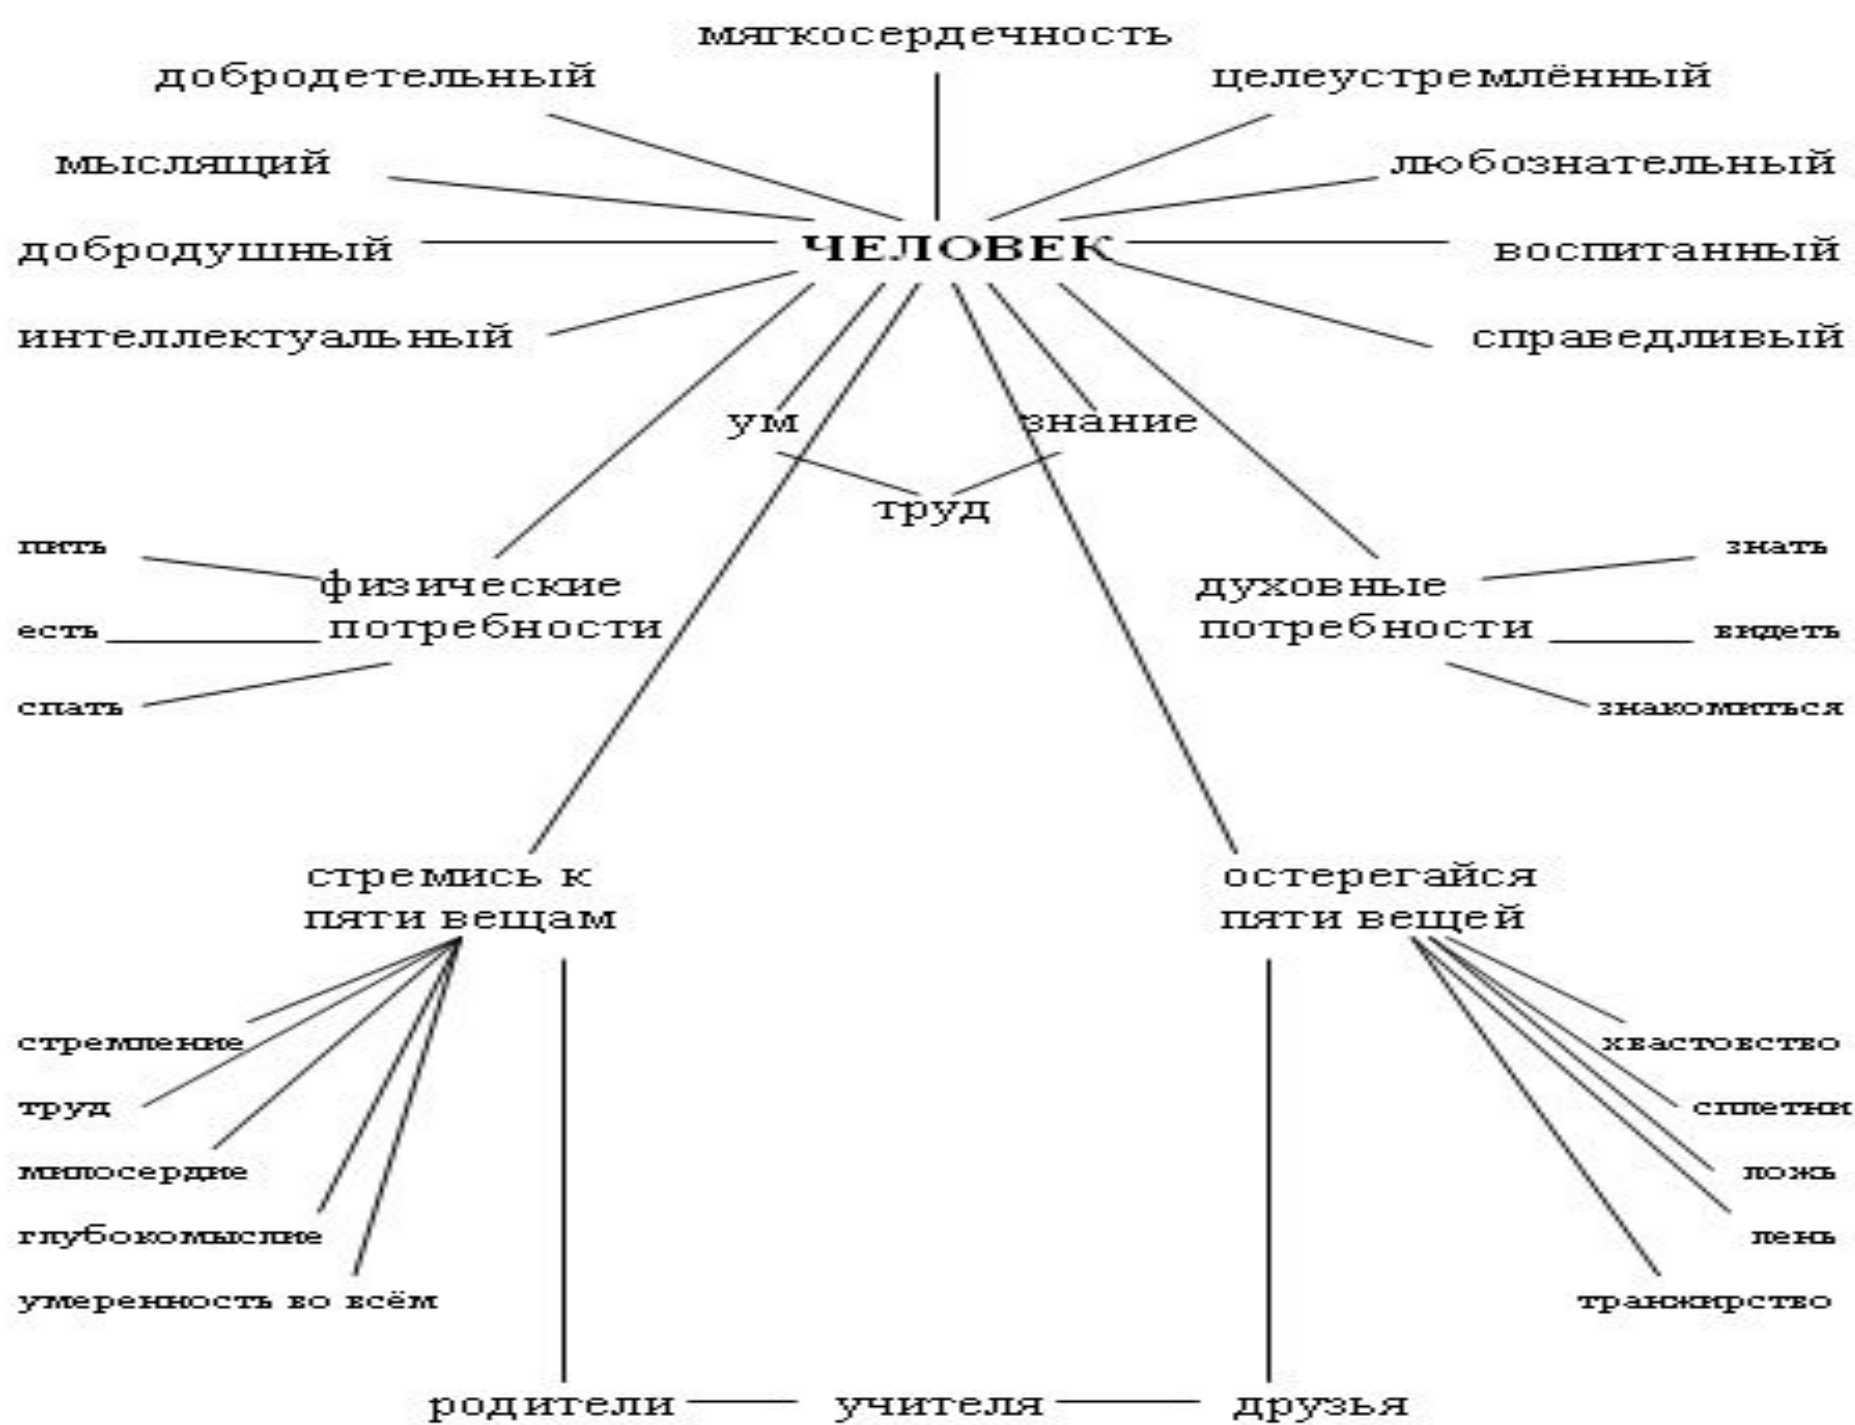 мягкосердечность
добродетельный
целеустремлённый
мыслящий
любознательный
добродушный
ЧЕЛОВЕК
воспитанный
интеллектуальный
справедливый
ум
знание
труд
пить
физические
потребности
есть
спать
духовные
потребности
знать
видеть
знакомиться
стремись к
пяти вещам
остерегайся
пяти вещей
стремление
труд
милосердие
глубокомыслие
умеренность во всём
хвастовство
сплетни
ложь
лень
транжирство
родители
учителя
друзья